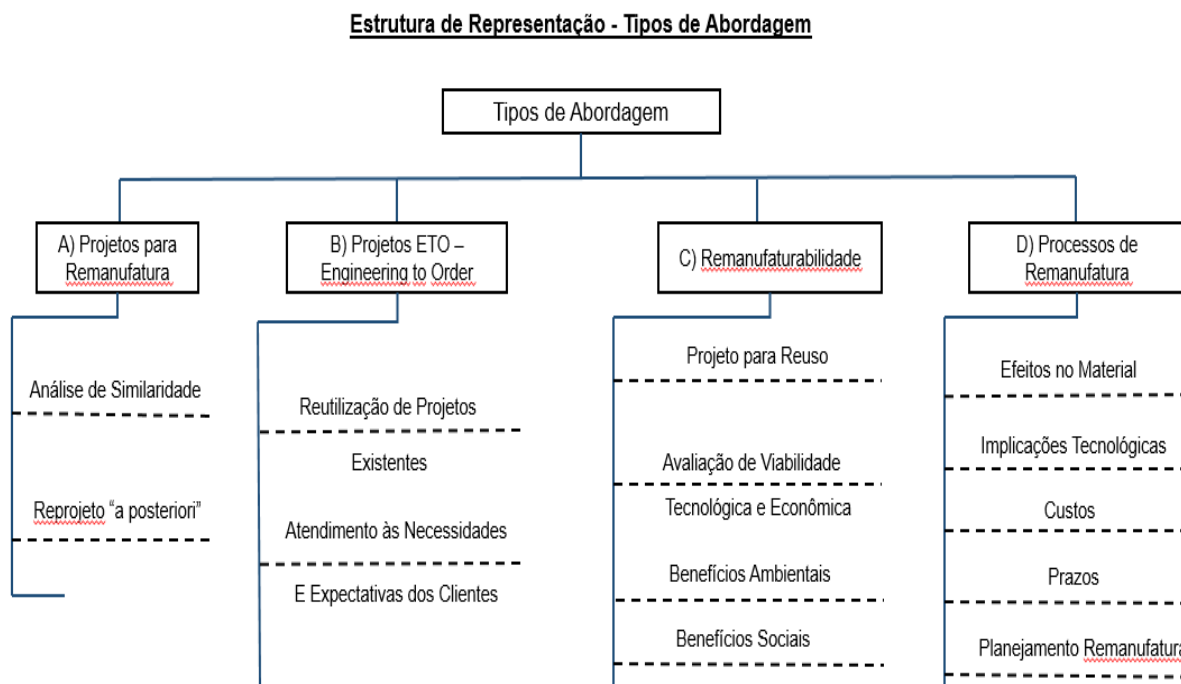 Estrutura de Representação - Tipos de Abordagem
Tipos de Abordagem
A) Projetos para
Remanufatura
B) Projetos ETO –
Engineering to Order
C) Remanufaturabilidade
D) Processos de
Remanufatura
Análise de Similaridade
Reprojeto “a posteriori”
Reutilização de Projetos
Existentes
Atendimento às Necessidades
E Expectativas dos Clientes
Projeto para Reuso
Avaliação de Viabilidade
Tecnológica e Econômica
Benefícios Ambientais
Benefícios Sociais
Efeitos no Material
Implicações Tecnológicas
Custos
Prazos
Planejamento Remanufatura